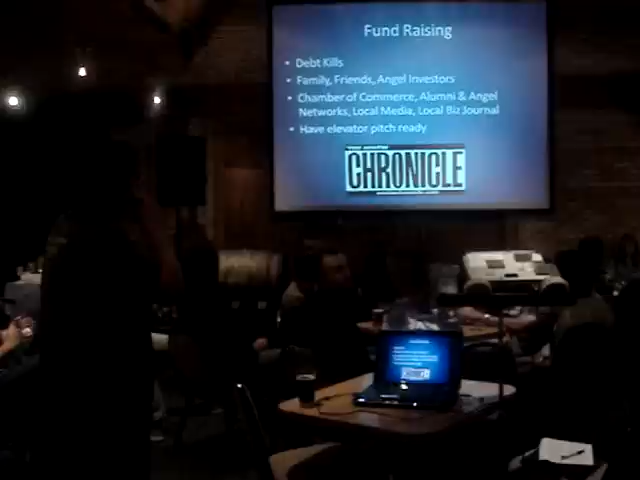 Fund Raising
• Debt Kills
• Family, Friends, Angel Investors
• Chamber of Commerce, Alumni & Angel
Networks, Local Media, Local Biz Journal
• Have elevator pitch ready
CHRONICLE